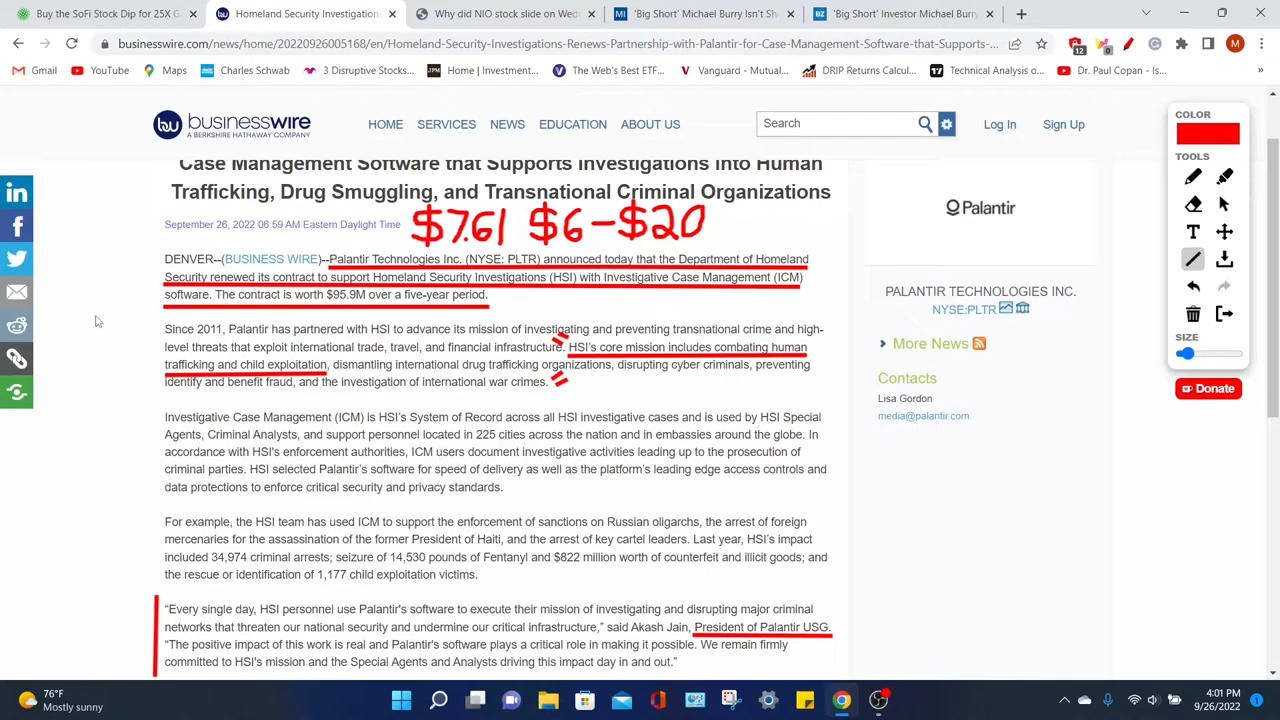 Buy the SoFi StockDip for 25X G
Homeland Security Investigations
Why did NIO stock slide on Wed
'Big Short' Michael Burry Isn't Sh
'Big Short' Investor Michael Burry
businesswire.com/news/home/20220926005168/en/Homeland-Security-Investigations-Renews-Partnership-with-Palantir-for-Case-Management-Software-that-Supports-...
12
0
M
Gmail
YouTube
Maps
Charles Schwab
3 Disruptive Stocks...
Home | Investment...
The Web's Best ETF...
Vanguard - Mutual...
DRIP Returns Calcul...
Technical Analysis o...
Dr. Paul Copan - Is...
»
businesswire
A BERKSHIRE HATHAWAY COMPANY
HOME SERVICES NEWS EDUCATION ABOUT US
Search
Log In Sign Up
COLOR
TOOLS
SIZE
Donate
Case Management Software that Supports Investigations into Human
Trafficking, Drug Smuggling, and Transnational Criminal Organizations
September 26, 2022 06:59 AM Eastern Daylight Time
$7.61 $6-$20
DENVER--(BUSINESS WIRE)--Palantir Technologies Inc. (NYSE: PLTR) announced today that the Department of Homeland
Security renewed its contract to support Homeland Security Investigations (HSI) with Investigative Case Management (ICM)
software. The contract is worth $95.9M over a five-year period.
Since 2011, Palantir has partnered with HSI to advance its mission of investigating and preventing transnational crime and high-
level threats that exploit international trade, travel, and financial infrastructure. HSI's core mission includes combating human
trafficking and child exploitation, dismantling international drug trafficking organizations, disrupting cyber criminals, preventing
identify and benefit fraud, and the investigation of international war crimes.
Investigative Case Management (ICM) is HSI's System of Record across all HSI investigative cases and is used by HSI Special
Agents, Criminal Analysts, and support personnel located in 225 cities across the nation and in embassies around the globe. In
accordance with HSI's enforcement authorities, ICM users document investigative activities leading up to the prosecution of
criminal parties. HSI selected Palantir's software for speed of delivery as well as the platform's leading edge access controls and
data protections to enforce critical security and privacy standards.
For example, the HSI team has used ICM to support the enforcement of sanctions on Russian oligarchs, the arrest of foreign
mercenaries for the assassination of the former President of Haiti, and the arrest of key cartel leaders. Last year, HSI's impact
included 34,974 criminal arrests; seizure of 14,530 pounds of Fentanyl and $822 million worth of counterfeit and illicit goods; and
the rescue or identification of 1,177 child exploitation victims.
“Every single day, HSI personnel use Palantir's software to execute their mission of investigating and disrupting major criminal
networks that threaten our national security and undermine our critical infrastructure,” said Akash Jain, President of Palantir USG.
“The positive impact of this work is real and Palantir's software plays a critical role in making it possible. We remain firmly
committed to HSI's mission and the Special Agents and Analysts driving this impact day in and out.”
Palantir
PALANTIR TECHNOLOGIES INC.
NYSE:PLTR
More News
Contacts
Lisa Gordon
media@palantir.com
76°F
Mostly sunny
4:01 PM
9/26/2022
1